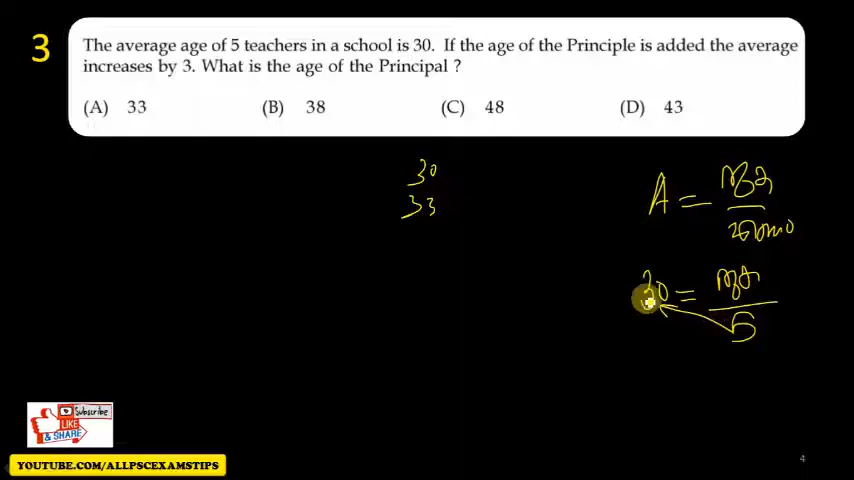 3
The average age of 5 teachers in a school is 30. If the age of the Principle is added the average
increases by 3. What is the age of the Principal ?
(A) 33 (B) 38 (C) 48 (D) 43
30
33
A =
30 =
5
Subscribe
LIKE
& SHARE
YOUTUBE.COM/ALLPSCEXAMSTIPS
4